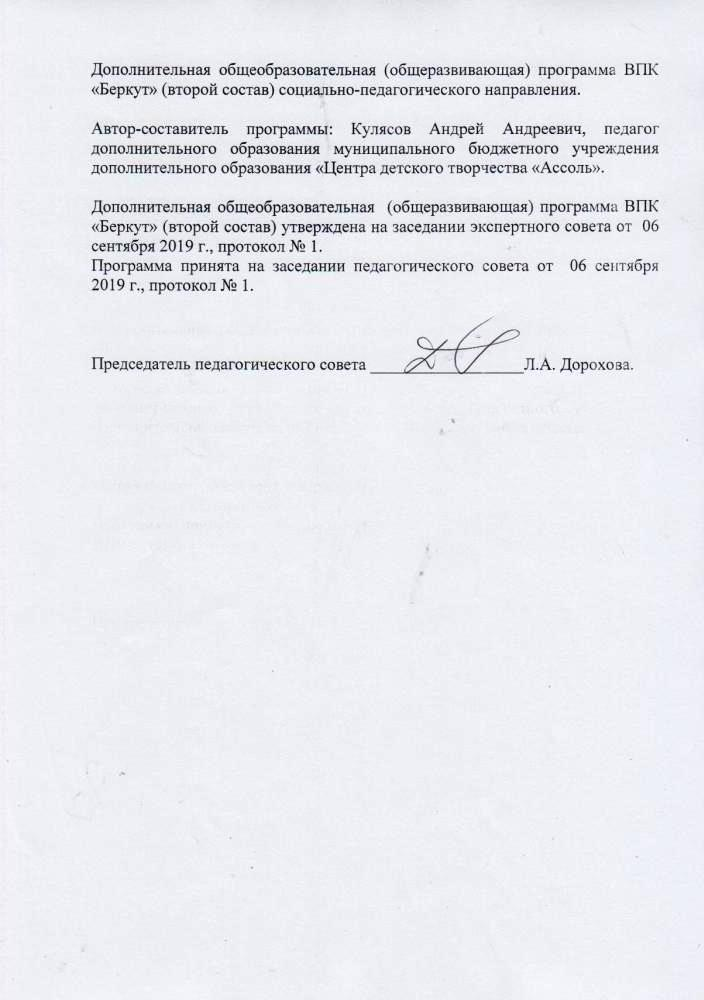 Дополнительная общеобразовательная (общеразвивающая) программа ВПК
«Беркут» (второй состав) социально-педагогического направления.
Автор-составитель программы: Кулясов Андрей Андреевич, педагог
дополнительного образования муниципального бюджетного учреждения
дополнительного образования «Центра детского творчества «Ассоль».
Дополнительная общеобразовательная (общеразвивающая) программа ВПК
«Беркут» (второй состав) утверждена на заседании экспертного совета от 06
сентября 2019 г., протокол № 1.
Программа принята на заседании педагогического совета от 06 сентября
2019 г., протокол № 1.
Председатель педагогического совета __________________Л.А. Дорохова.